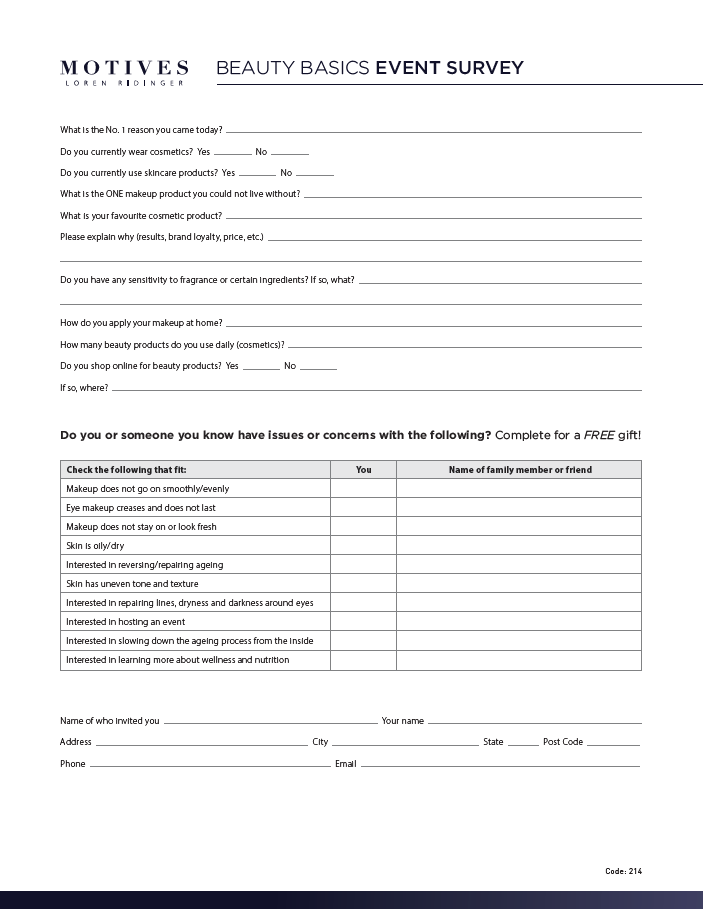 MOTIVES
LOREN RIDINGER
BEAUTY BASICS EVENT SURVEY
What is the No. 1 reason you came today?
Do you currently wear cosmetics? Yes No
Do you currently use skincare products? Yes No
What is the ONE makeup product you could not live without?
What is your favourite cosmetic product?
Please explain why (results, brand loyalty, price, etc.)
Do you have any sensitivity to fragrance or certain ingredients? If so, what?
How do you apply your makeup at home?
How many beauty products do you use daily (cosmetics)?
Do you shop online for beauty products? Yes No
If so, where?
Do you or someone you know have issues or concerns with the following? Complete for a FREE gift!
Check the following that fit: You Name of family member or friend
Makeup does not go on smoothly/evenly
Eye makeup creases and does not last
Makeup does not stay on or look fresh
Skin is oily/dry
Interested in reversing/repairing ageing
Skin has uneven tone and texture
Interested in repairing lines, dryness and darkness around eyes
Interested in hosting an event
Interested in slowing down the ageing process from the inside
Interested in learning more about wellness and nutrition
Name of who invited you Your name
Address City State Post Code
Phone Email
Code: 214